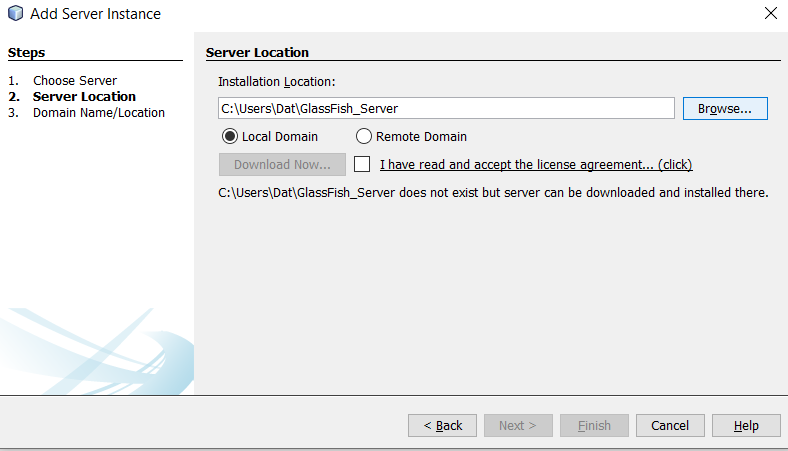 Add Server Instance
Steps
1. Choose Server
2. Server Location
3. Domain Name/Location
Server Location
Installation Location:
C:\Users\Dat\GlassFish_Server
Browse...
Local Domain
Remote Domain
Download Now...
I have read and accept the license agreement... (click)
C:\Users\Dat\GlassFish_Server does not exist but server can be downloaded and installed there.
< Back
Next >
Finish
Cancel
Help